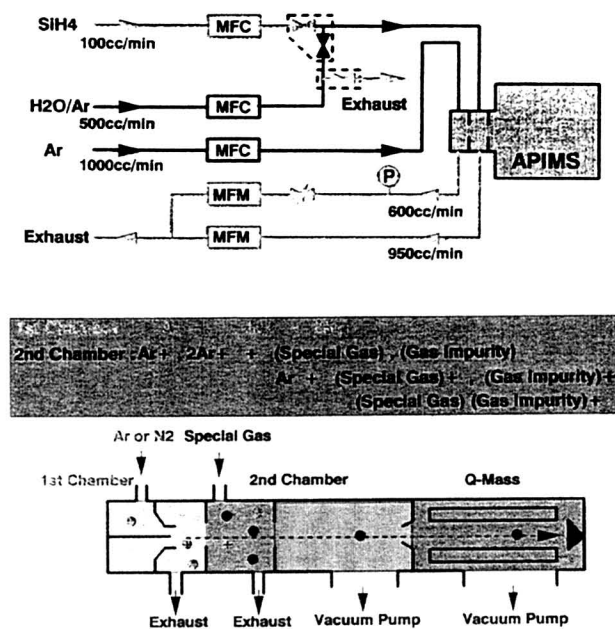 SiH4
MFC
100cc/min
H2O/Ar
MFC
Exhaust
500cc/min
Ar
MFC
APIMS
1000cc/min
P
MFM
600cc/min
Exhaust
MFM
950cc/min
1st Chamber
2nd Chamber :Ar+ , 2Ar+ + (Special Gas) , (Gas Impurity)
Ar + (Special Gas)+ , (Gas Impurity)+
(Special Gas) (Gas Impurity)+
Ar or N2 Special Gas
1st Chamber 2nd Chamber Q-Mass
Exhaust Exhaust Vacuum Pump Vacuum Pump